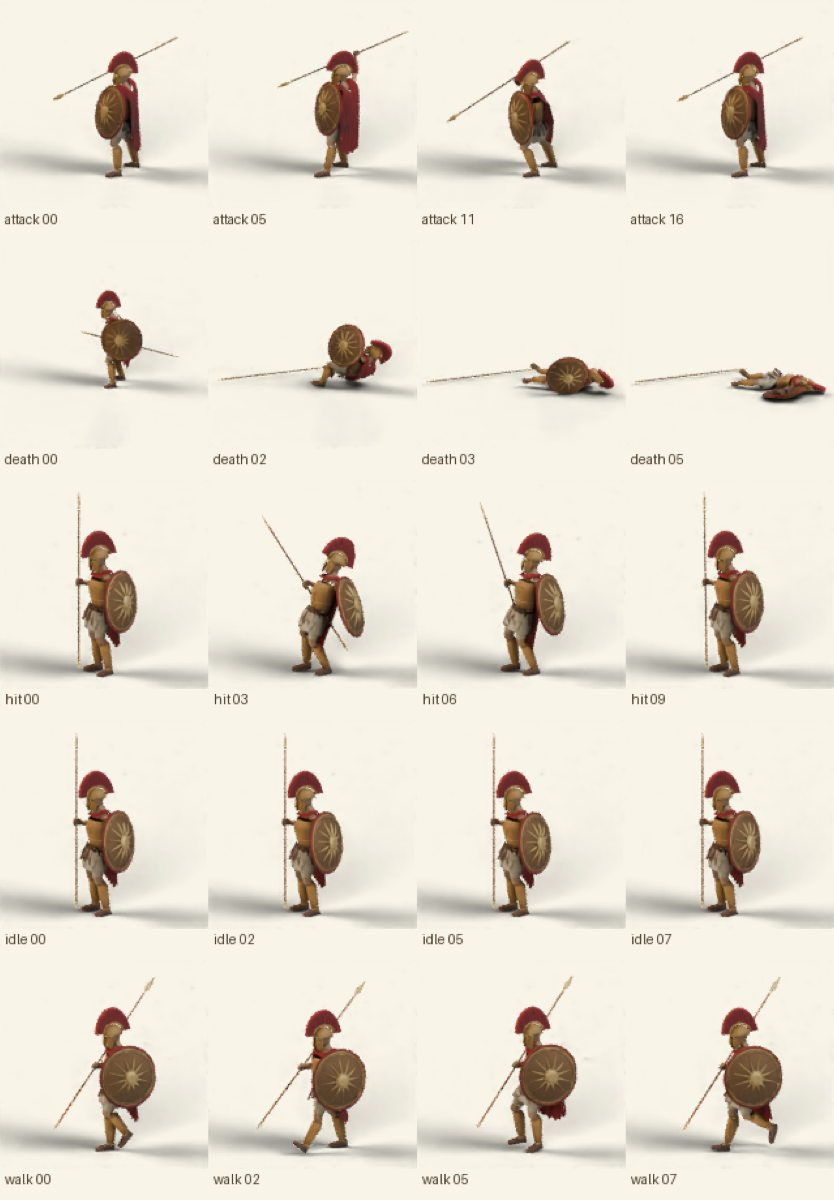 attack 00
attack 05
attack 11
attack 16
death 00
death 02
death 03
death 05
hit 00
hit 03
hit 06
hit 09
idle 00
idle 02
idle 05
idle 07
walk 00
walk 02
walk 05
walk 07